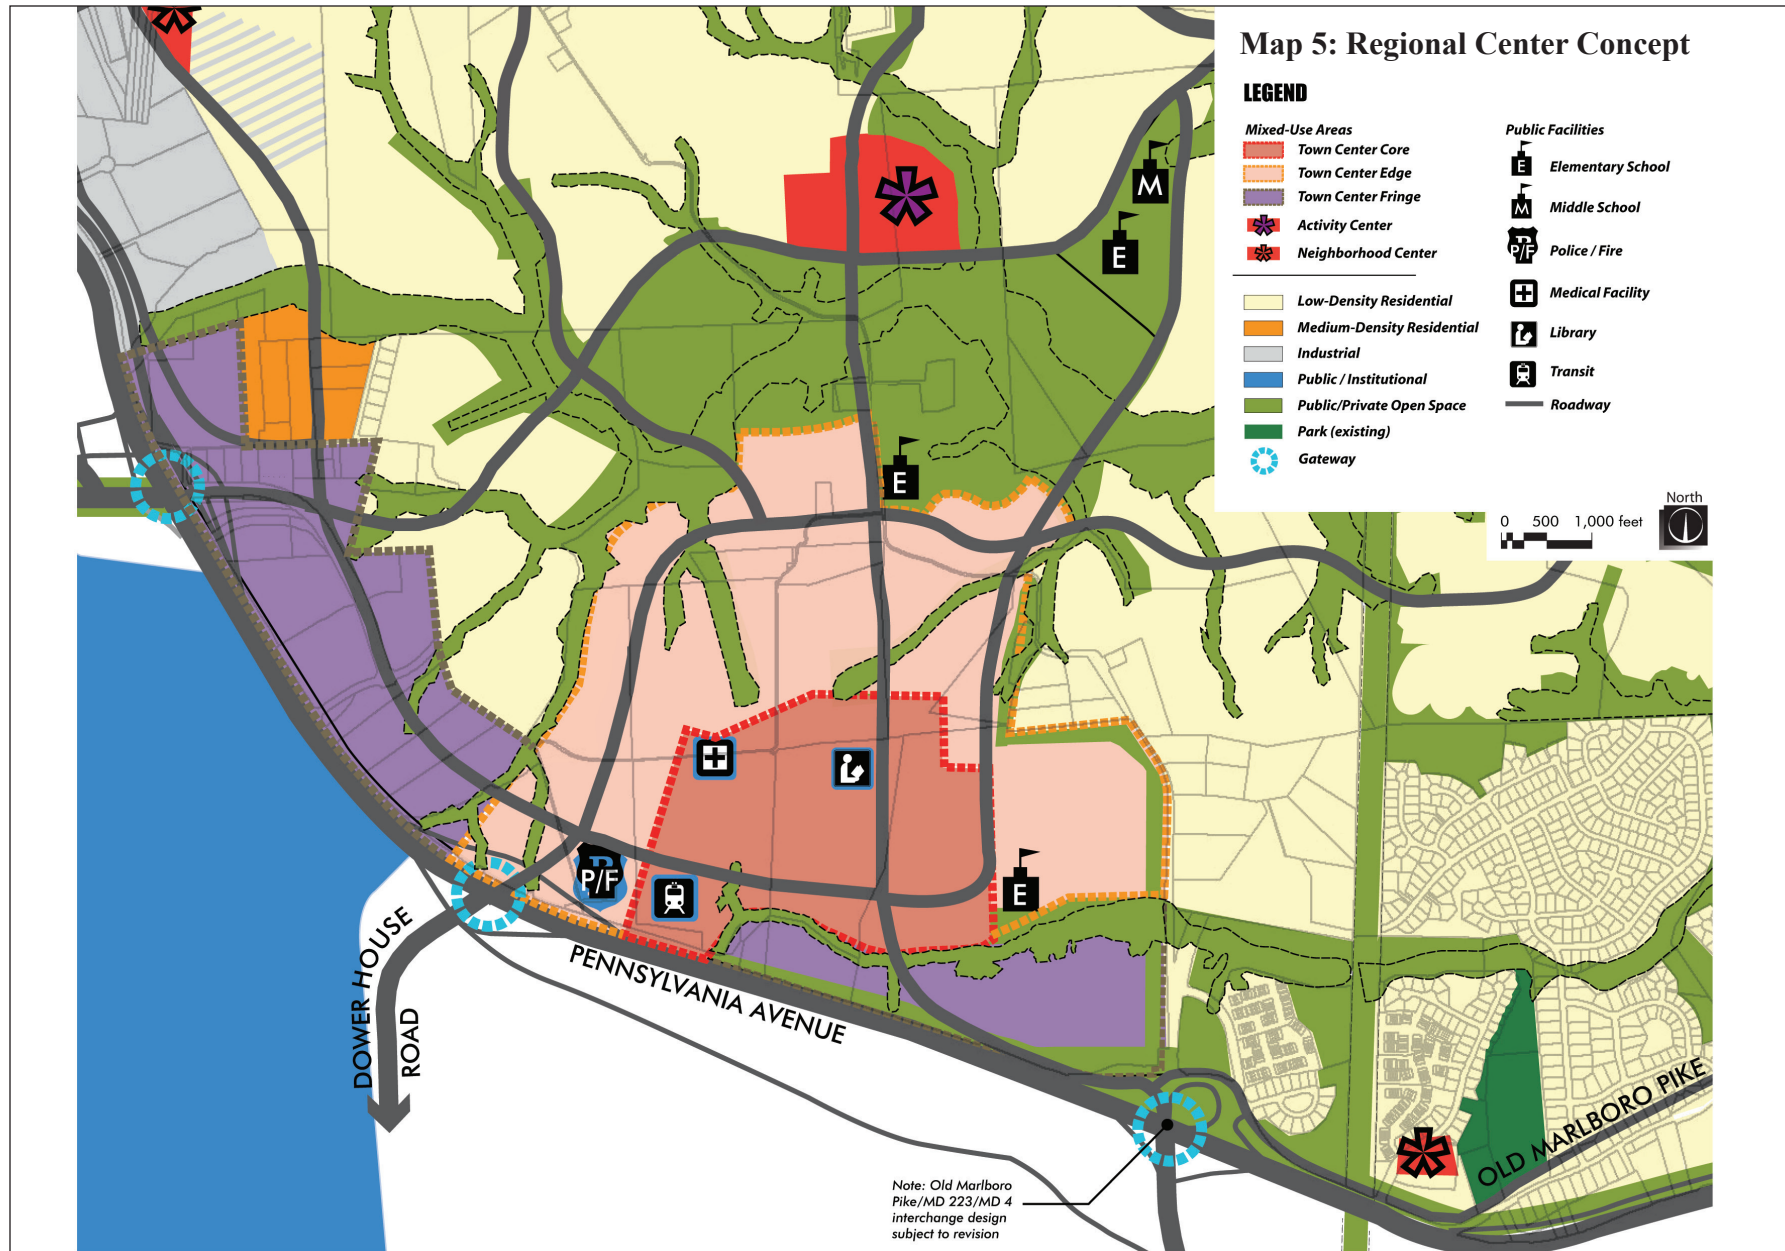 Map 5: Regional Center Concept
LEGEND
Mixed-Use Areas
Town Center Core
Town Center Edge
Town Center Fringe
Activity Center
Neighborhood Center
Low-Density Residential
Medium-Density Residential
Industrial
Public / Institutional
Public/Private Open Space
Park (existing)
Gateway
Public Facilities
E
Elementary School
M
Middle School
P/F
Police / Fire
Medical Facility
Library
Transit
Roadway
North
0 500 1,000 feet
M
E
E
P/F
E
DOWER HOUSE
ROAD
PENNSYLVANIA AVENUE
OLD MARLBORO PIKE
Note: Old Marlboro
Pike/MD 223/MD 4
interchange design
subject to revision